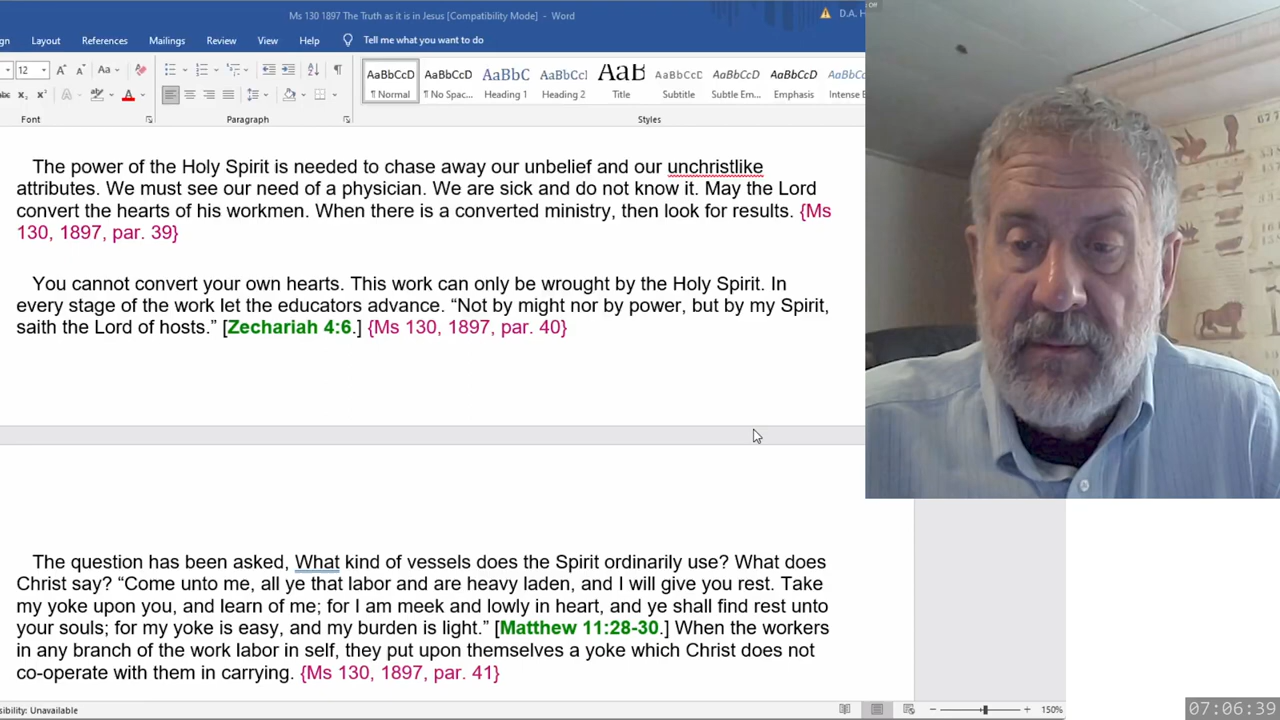 Ms 130 1897 The Truth as it is in Jesus [Compatibility Mode] - Word
D.A. H
Layout References Mailings Review View Help Tell me what you want to do
12 Aa
AaBbCcD AaBbCcD AaBbC AaBbCc AaB AaBbCcD AaBbCcD AaBbCcD AaBbCc
¶ Normal ¶ No Spac... Heading 1 Heading 2 Title Subtitle Subtle Em... Emphasis Intense E
Font Paragraph Styles
The power of the Holy Spirit is needed to chase away our unbelief and our unchristlike
attributes. We must see our need of a physician. We are sick and do not know it. May the Lord
convert the hearts of his workmen. When there is a converted ministry, then look for results. {Ms
130, 1897, par. 39}
You cannot convert your own hearts. This work can only be wrought by the Holy Spirit. In
every stage of the work let the educators advance. “Not by might nor by power, but by my Spirit,
saith the Lord of hosts.” [Zechariah 4:6.] {Ms 130, 1897, par. 40}
The question has been asked, What kind of vessels does the Spirit ordinarily use? What does
Christ say? “Come unto me, all ye that labor and are heavy laden, and I will give you rest. Take
my yoke upon you, and learn of me; for I am meek and lowly in heart, and ye shall find rest unto
your souls; for my yoke is easy, and my burden is light.” [Matthew 11:28-30.] When the workers
in any branch of the work labor in self, they put upon themselves a yoke which Christ does not
co-operate with them in carrying. {Ms 130, 1897, par. 41}
sibility: Unavailable
150%
07:06:39